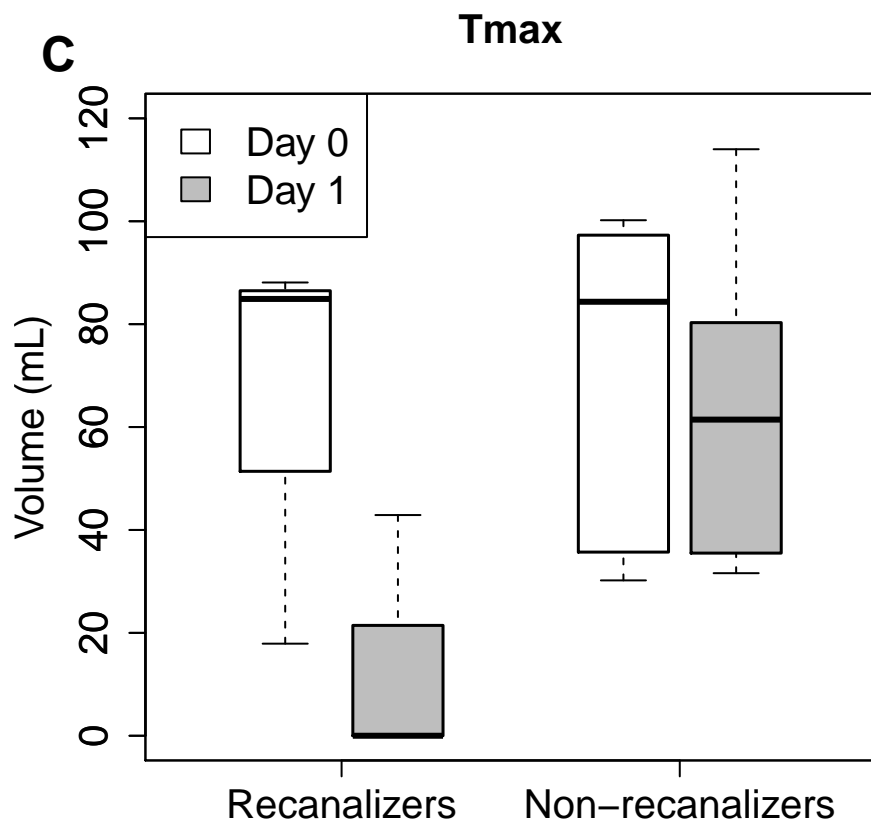 Tmax
C
Day 0
Day 1
Volume (mL)
120
100
80
60
40
20
0
Recanalizers
Non−recanalizers